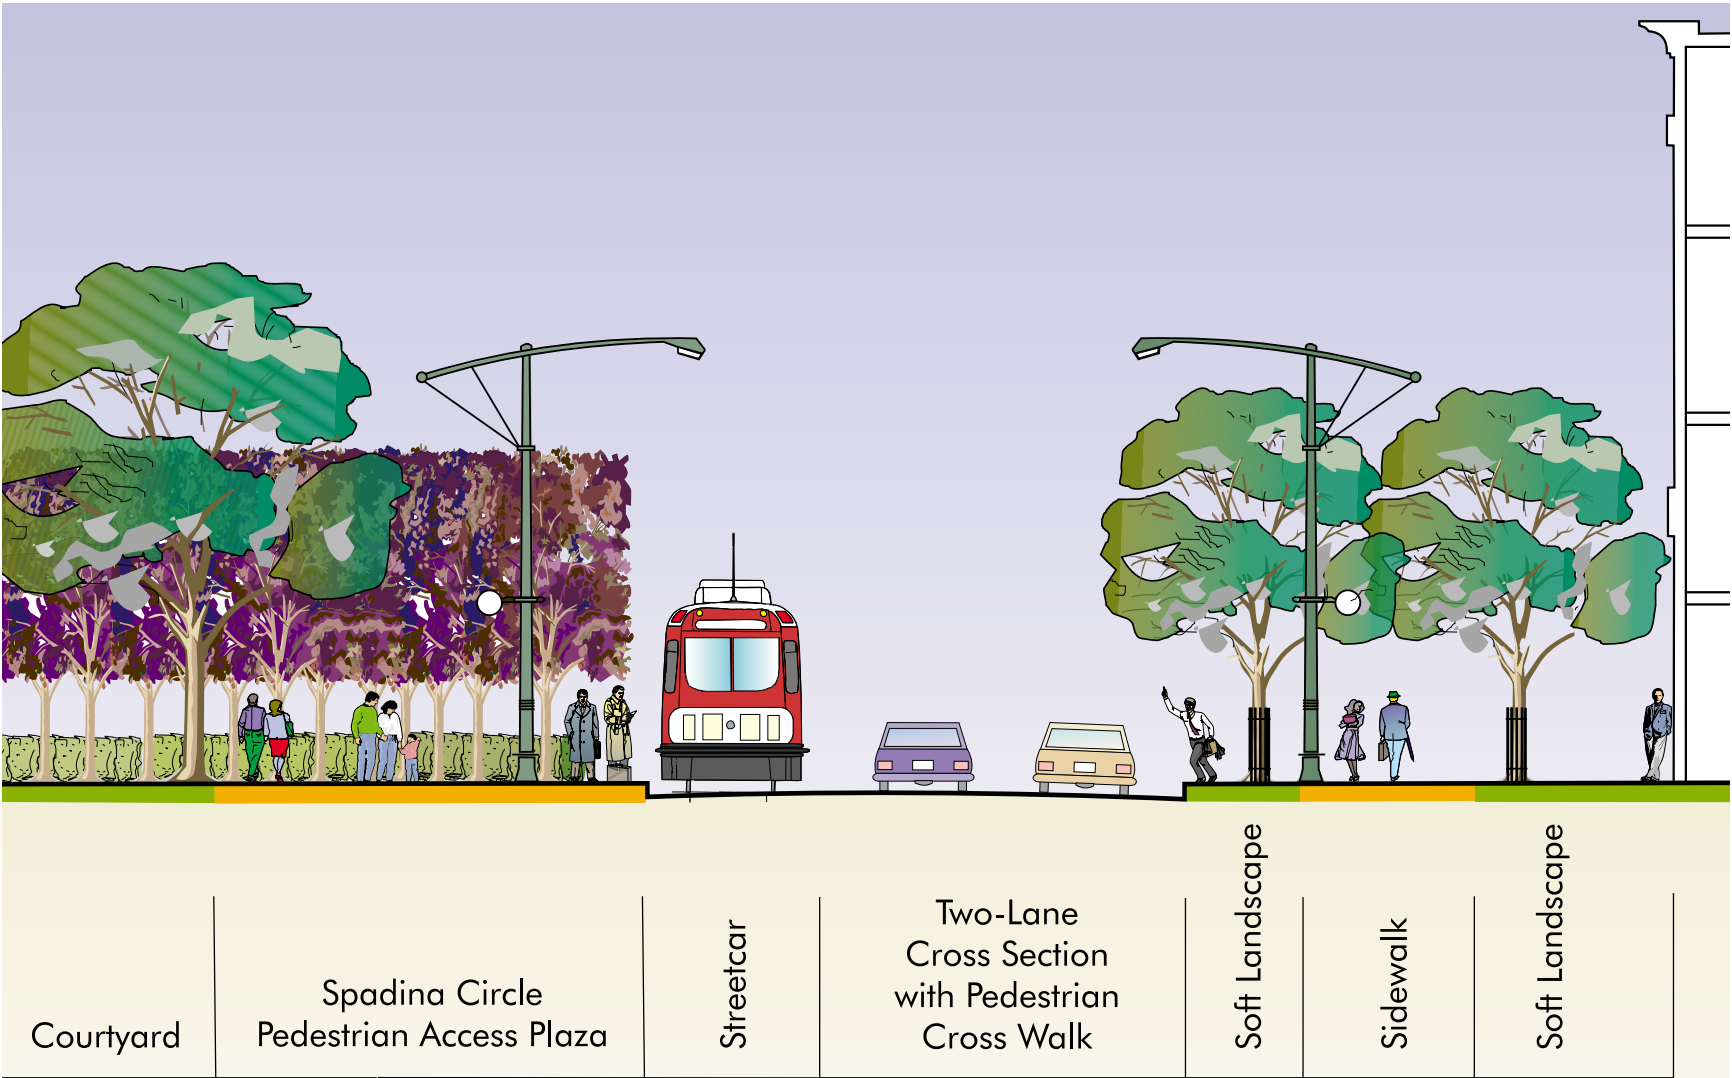 Courtyard
Spadina Circle
Pedestrian Access Plaza
Streetcar
Two-Lane
Cross Section
with Pedestrian
Cross Walk
Soft Landscape
Sidewalk
Soft Landscape